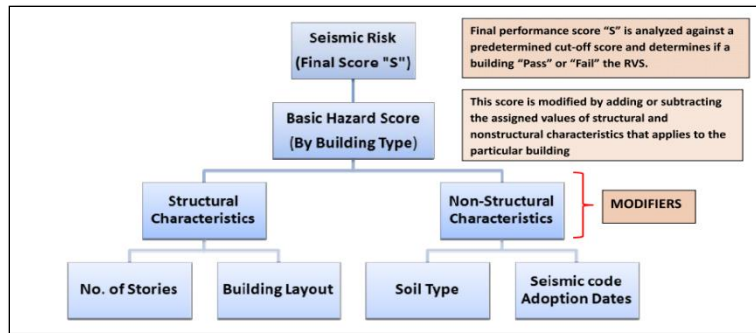 Seismic Risk
(Final Score "S")
Final performance score “S” is analyzed against a
predetermined cut-off score and determines if a
building “Pass” or “Fail” the RVS.
Basic Hazard Score
(By Building Type)
This score is modified by adding or subtracting
the assigned values of structural and
nonstructural characteristics that applies to the
particular building
Structural
Characteristics
Non-Structural
Characteristics
MODIFIERS
No. of Stories
Building Layout
Soil Type
Seismic code
Adoption Dates